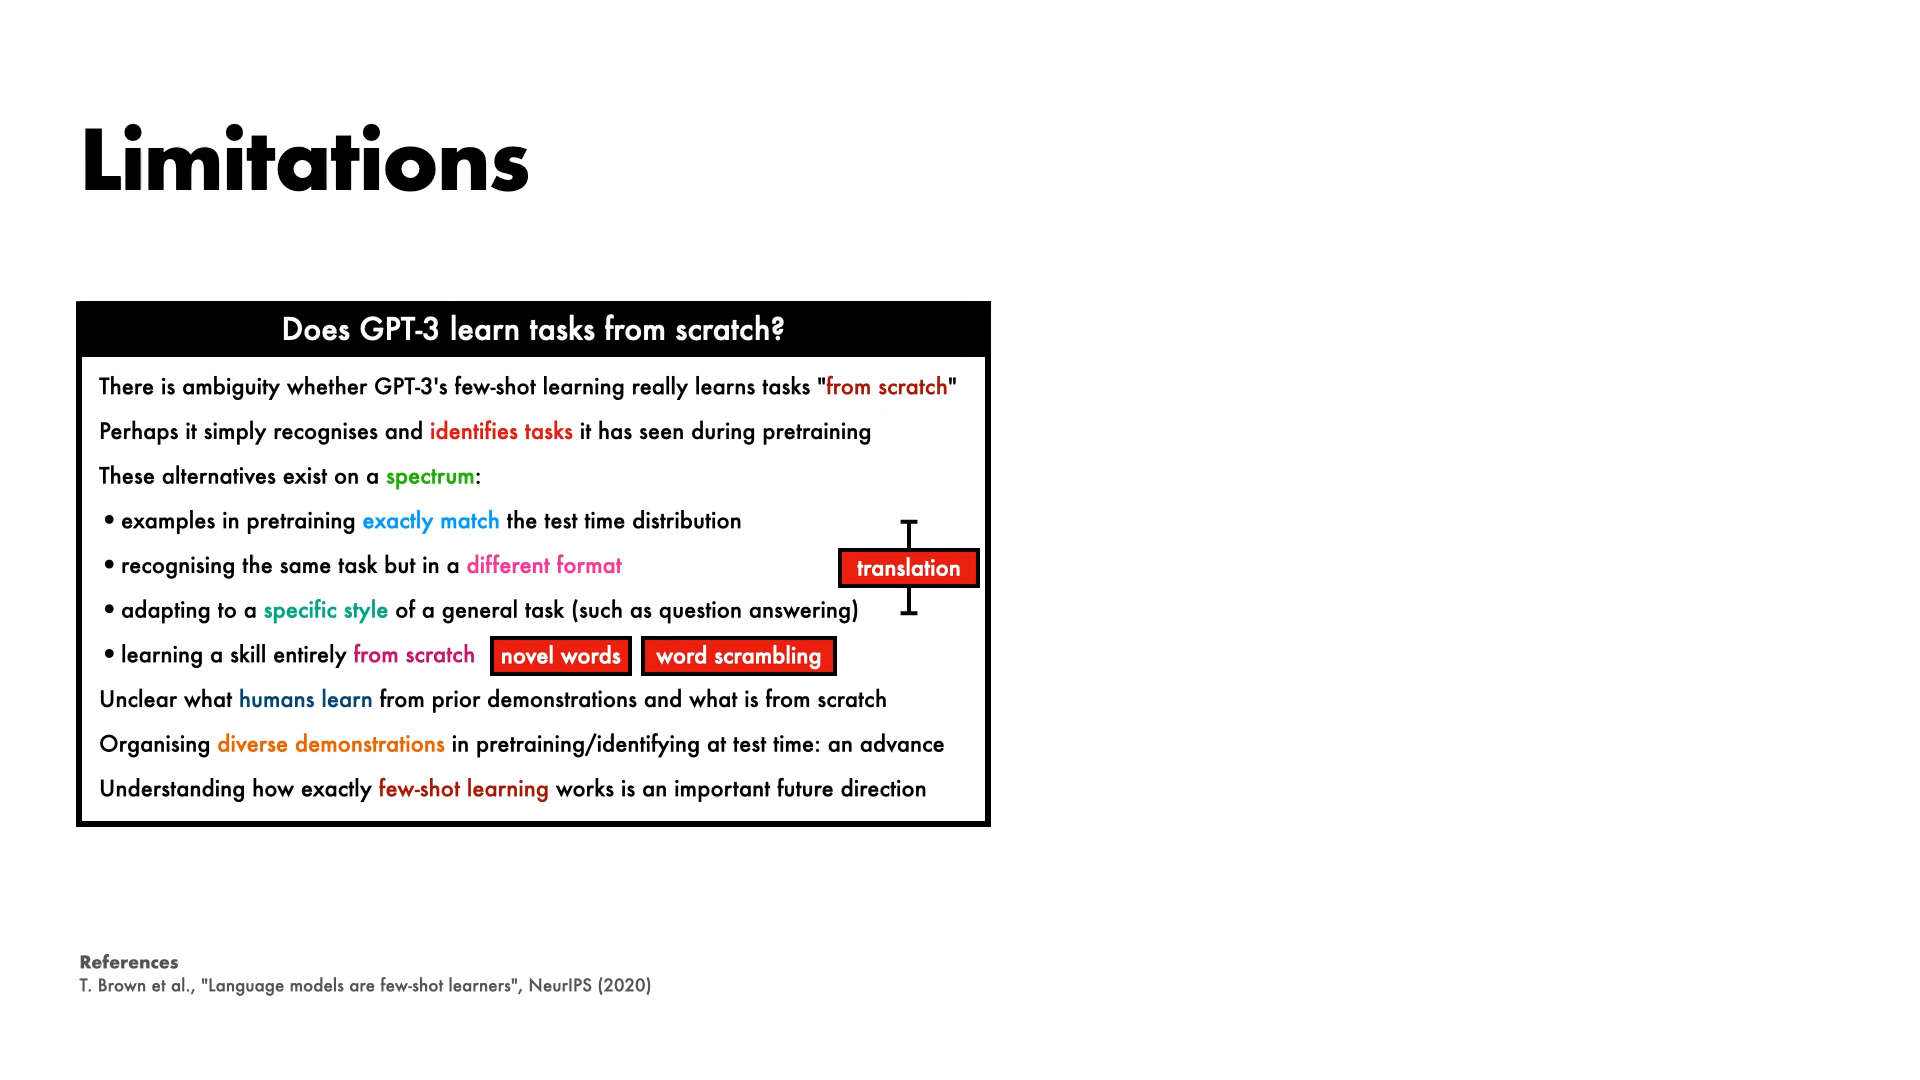 Limitations
Does GPT-3 learn tasks from scratch?
There is ambiguity whether GPT-3's few-shot learning really learns tasks "from scratch"
Perhaps it simply recognises and identifies tasks it has seen during pretraining
These alternatives exist on a spectrum:
• examples in pretraining exactly match the test time distribution
• recognising the same task but in a different format
translation
• adapting to a specific style of a general task (such as question answering)
• learning a skill entirely from scratch novel words word scrambling
Unclear what humans learn from prior demonstrations and what is from scratch
Organising diverse demonstrations in pretraining/identifying at test time: an advance
Understanding how exactly few-shot learning works is an important future direction
References
T. Brown et al., "Language models are few-shot learners", NeurIPS (2020)